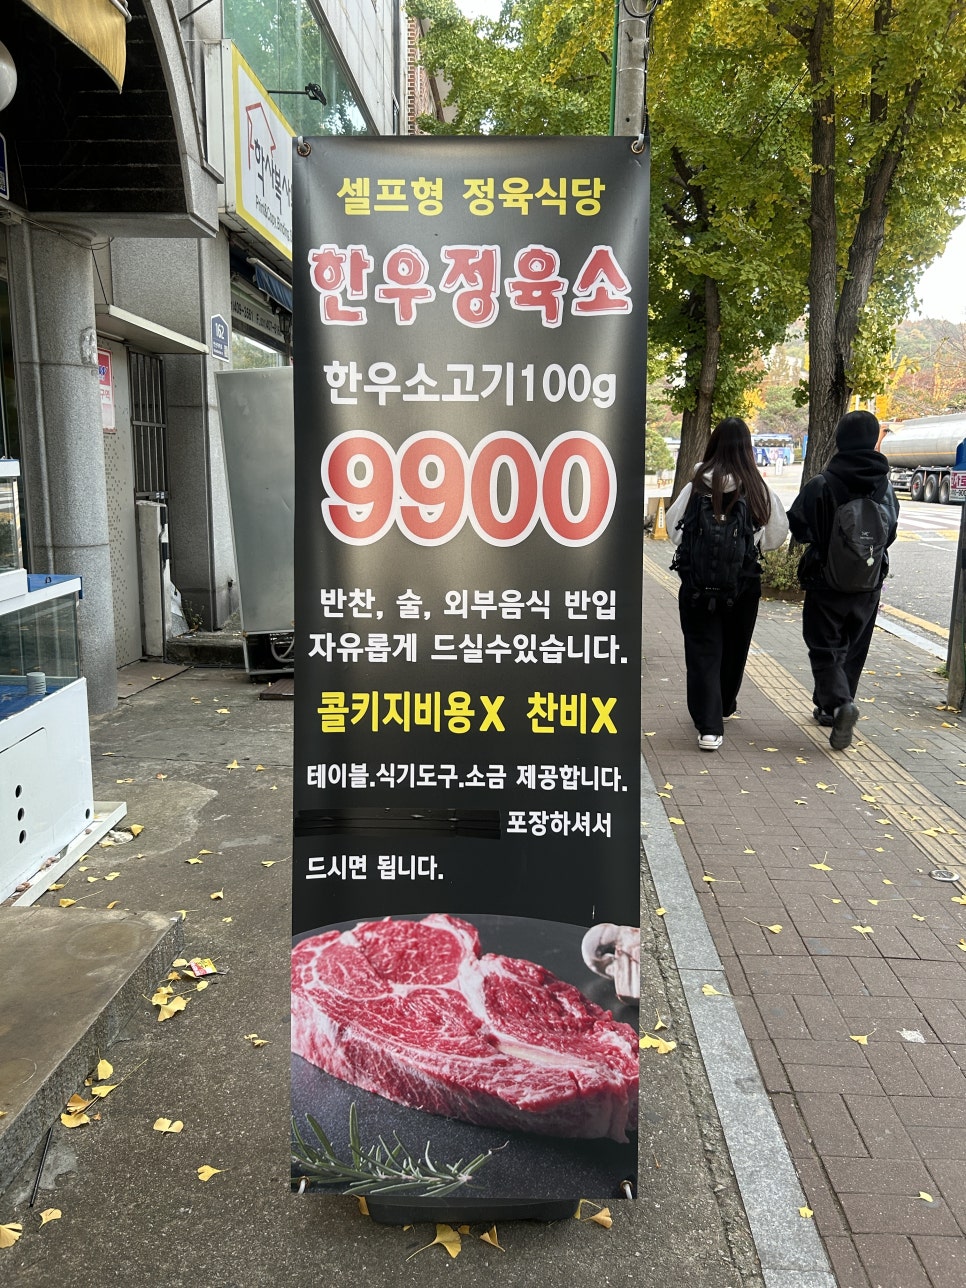 셀프형 정육식당
한우정육소
한우소고기100g
9900
반찬, 술, 외부음식 반입
자유롭게 드실수있습니다.
콜키지비용X 찬비X
테이블.식기도구.소금 제공합니다.
포장하셔서
드시면 됩니다.
162